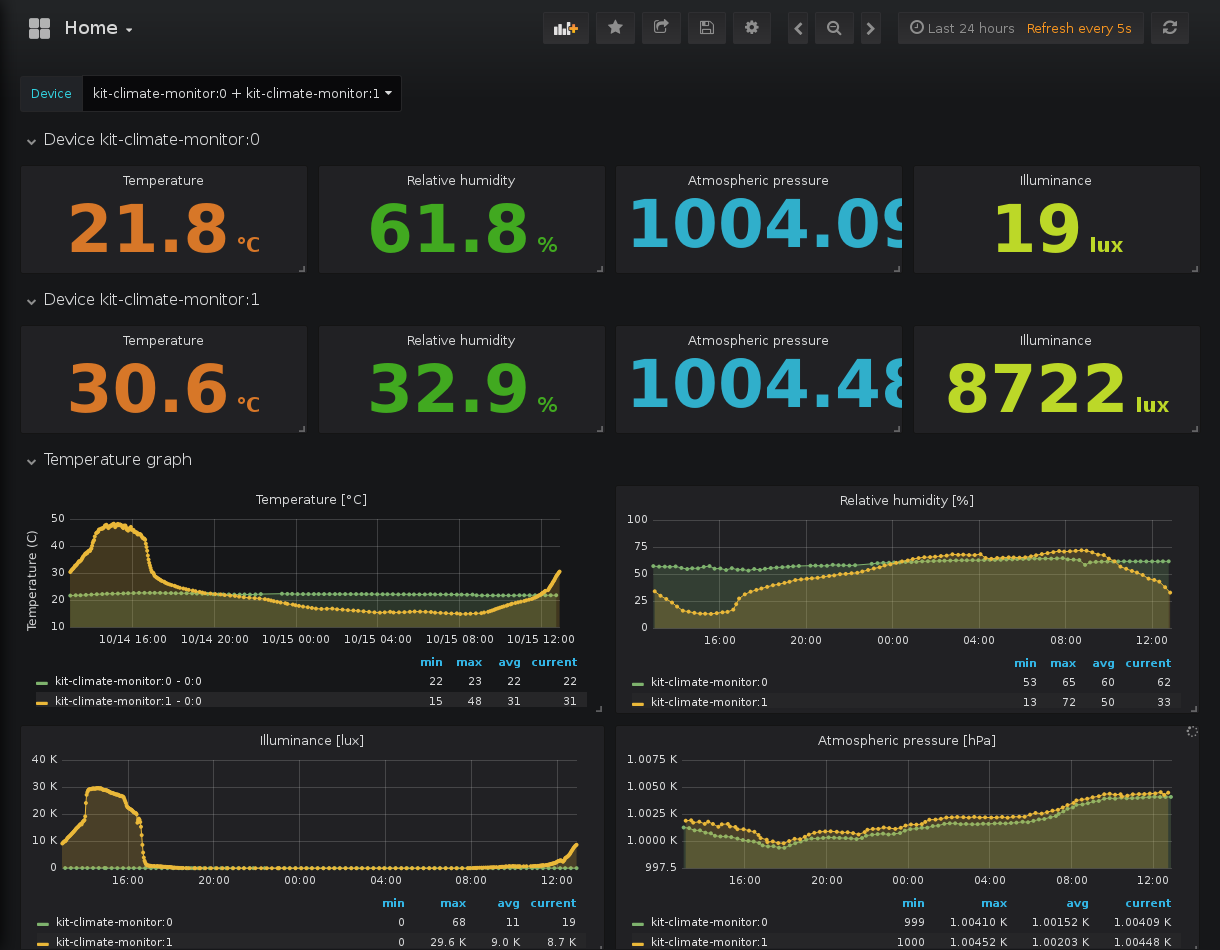 Home
Last 24 hours Refresh every 5s
Device kit-climate-monitor:0 + kit-climate-monitor:1
Device kit-climate-monitor:0
Temperature Relative humidity Atmospheric pressure Illuminance
21.8 °C 61.8 % 1004.09 19 lux
Device kit-climate-monitor:1
Temperature Relative humidity Atmospheric pressure Illuminance
30.6 °C 32.9 % 1004.48 8722 lux
Temperature graph
Temperature [°C]
Temperature (C)
50
40
30
20
10
10/14 16:00 10/14 20:00 10/15 00:00 10/15 04:00 10/15 08:00 10/15 12:00
min max avg current
kit-climate-monitor:0 - 0:0 22 23 22 22
kit-climate-monitor:1 - 0:0 15 48 31 31
Relative humidity [%]
100
75
50
25
0
16:00 20:00 00:00 04:00 08:00 12:00
min max avg current
kit-climate-monitor:0 53 65 60 62
kit-climate-monitor:1 13 72 50 33
Illuminance [lux]
40 K
30 K
20 K
10 K
0
16:00 20:00 00:00 04:00 08:00 12:00
min max avg current
kit-climate-monitor:0 0 68 11 19
kit-climate-monitor:1 0 29.6 K 9.0 K 8.7 K
Atmospheric pressure [hPa]
1.0075 K
1.0050 K
1.0025 K
1.0000 K
997.5
16:00 20:00 00:00 04:00 08:00 12:00
min max avg current
kit-climate-monitor:0 999 1.00410 K 1.00152 K 1.00409 K
kit-climate-monitor:1 1000 1.00452 K 1.00203 K 1.00448 K